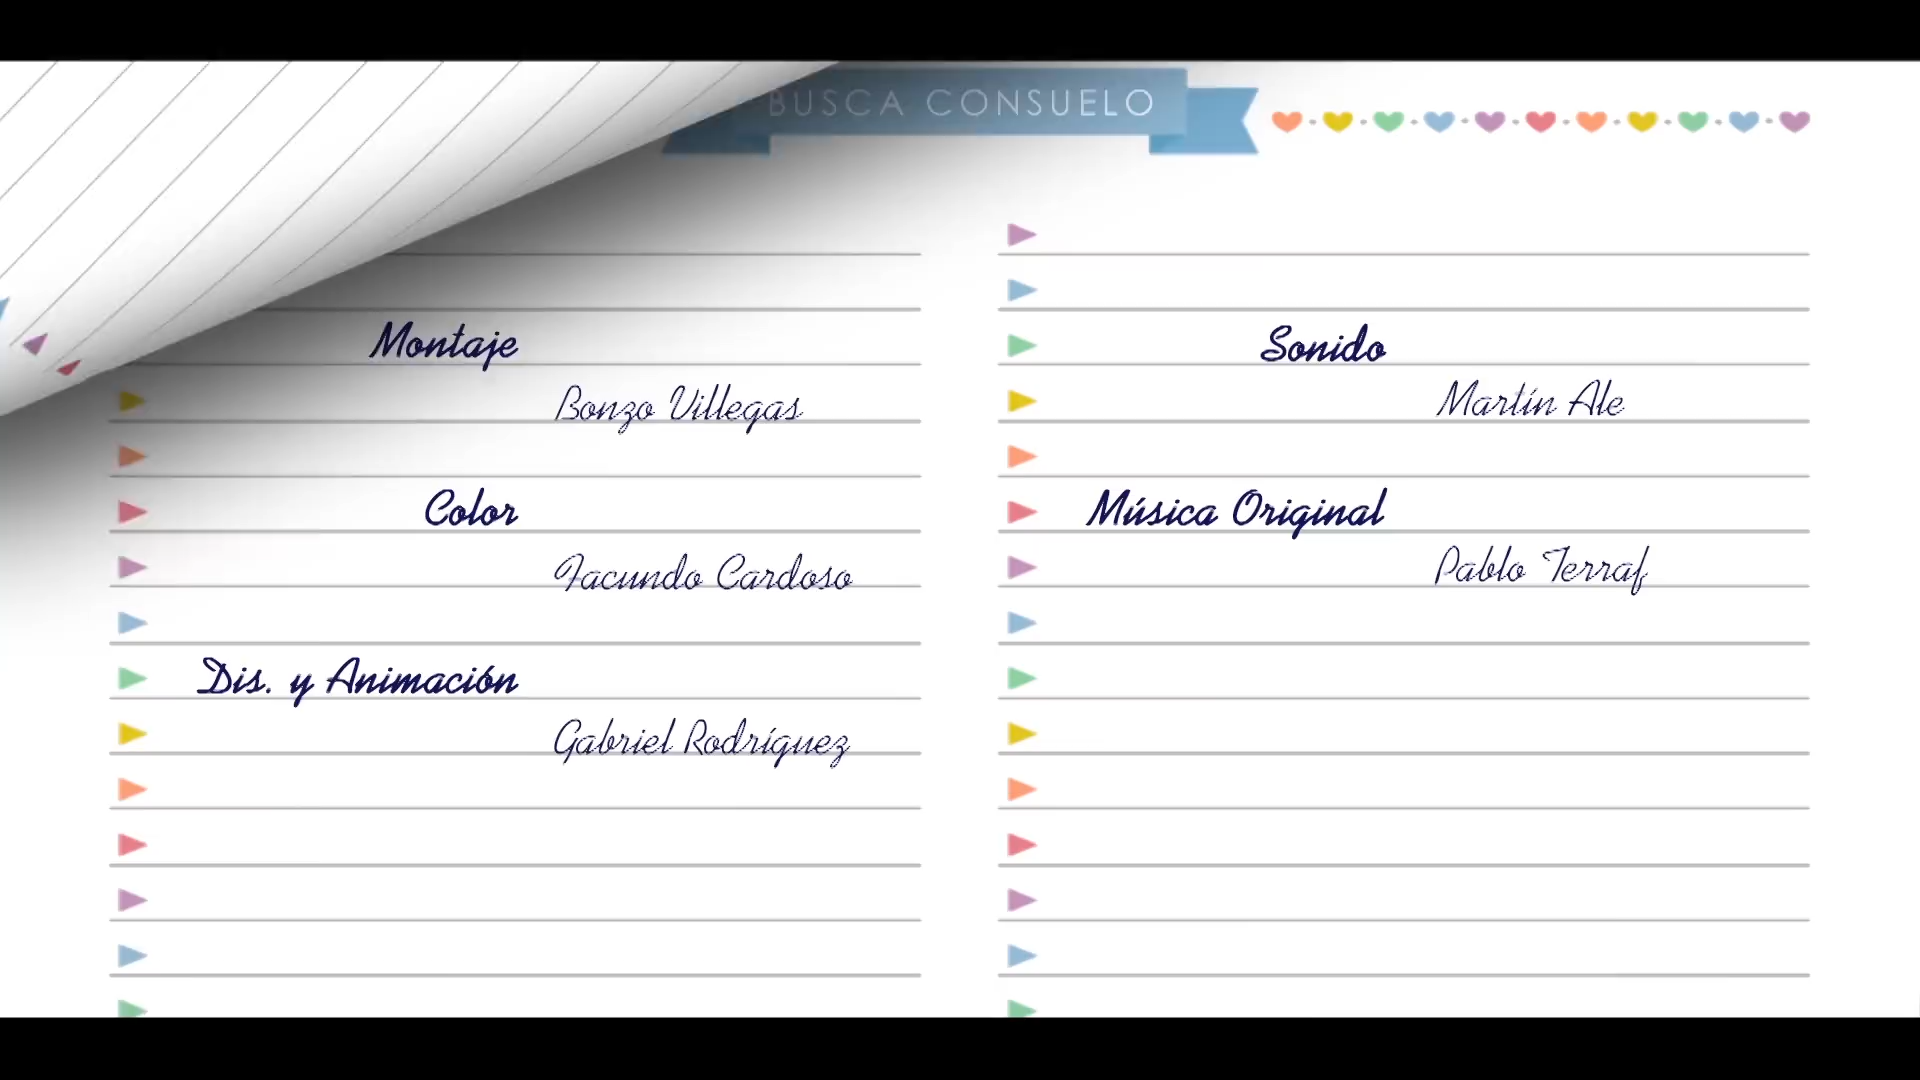 BUSCA CONSUELO
Montaje
Bonzo Villegas
Color
Facundo Cardoso
Dis. y Animación
Gabriel Rodríguez
Sonido
Martín Ale
Música Original
Pablo Terraf